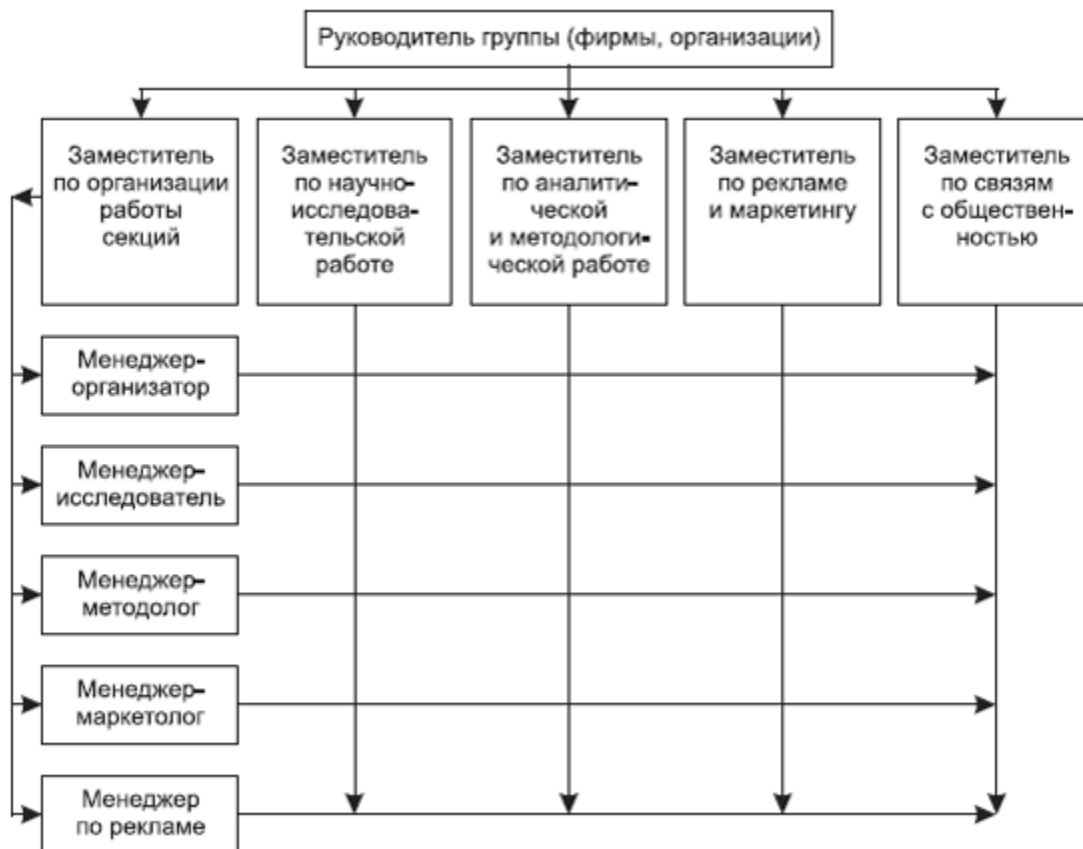 Руководитель группы (фирмы, организации)
Заместитель
по организации
работы
секций
Заместитель
по научно-
исследова-
тельской
работе
Заместитель
по аналити-
ческой
и методологи-
ческой работе
Заместитель
по рекламе
и маркетингу
Заместитель
по связям
с обществен-
ностью
Менеджер-
организатор
Менеджер-
исследователь
Менеджер-
методолог
Менеджер-
маркетолог
Менеджер
по рекламе